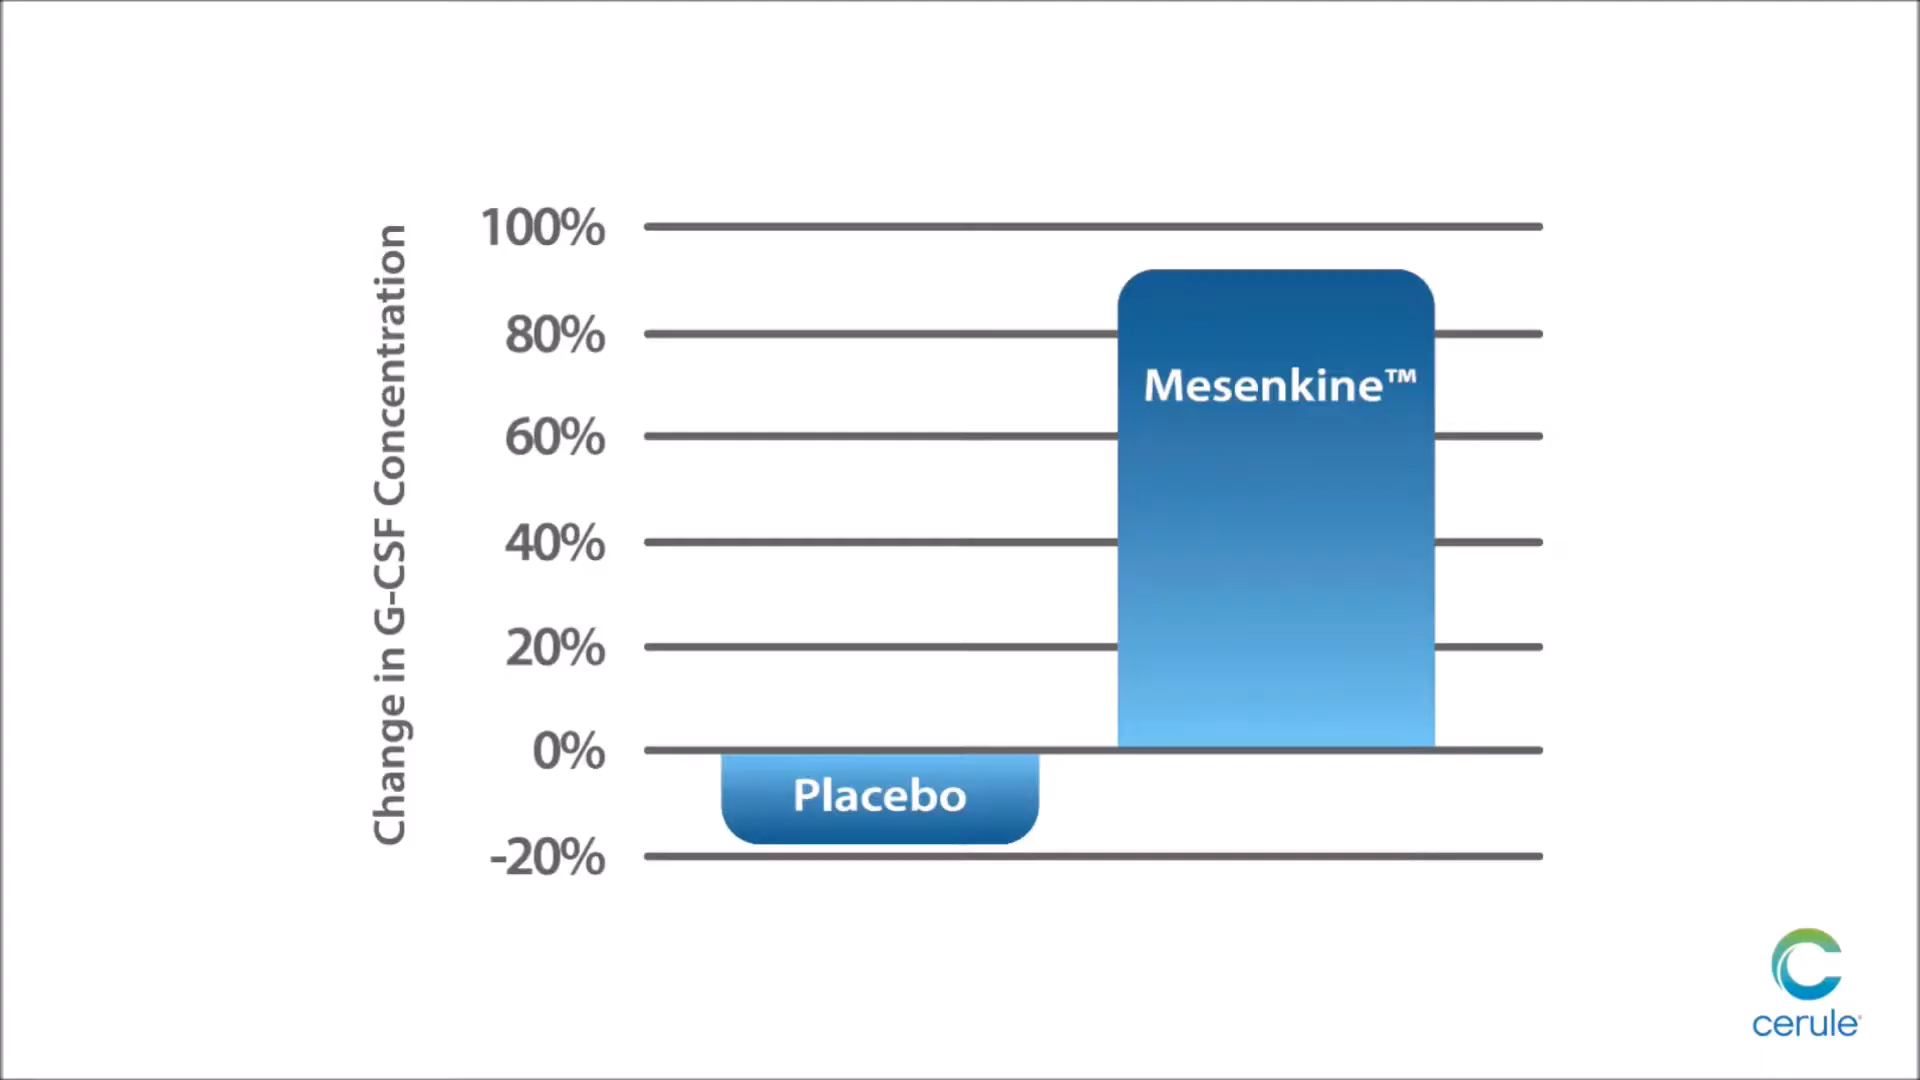 Change in G-CSF Concentration
100%
80%
60%
40%
20%
0%
-20%
Mesenkine™
Placebo
cerule